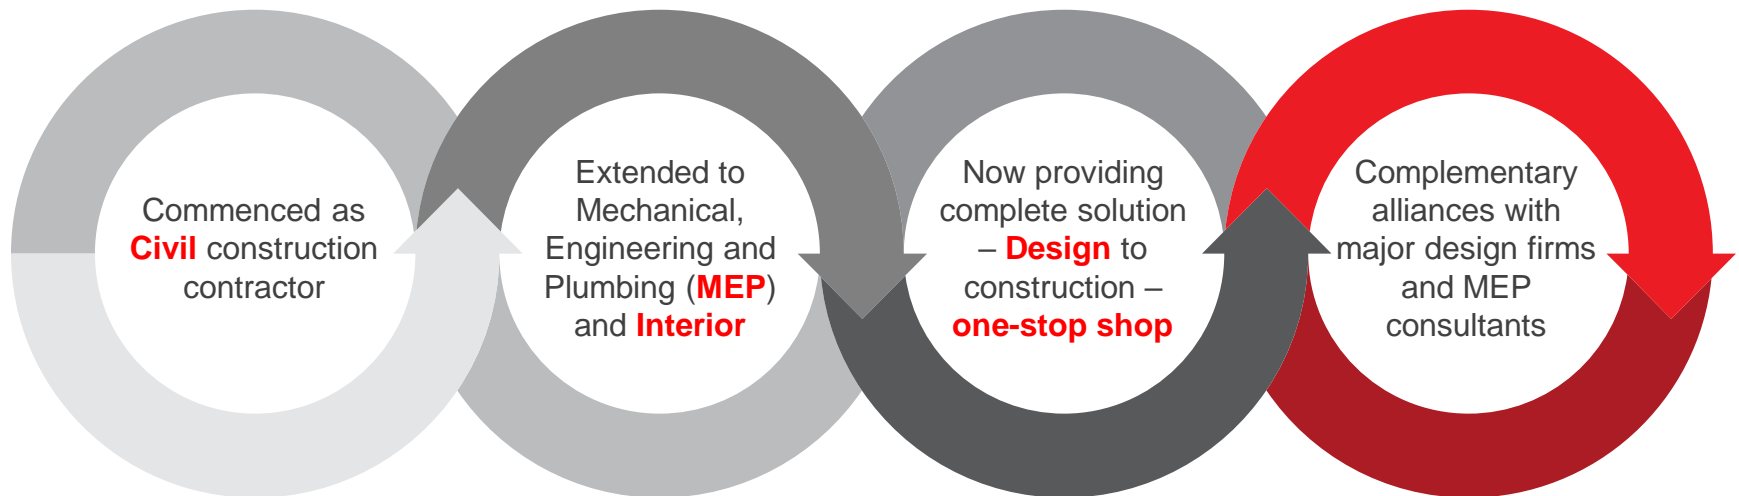 Commenced as
Civil construction
contractor
Extended to
Mechanical,
Engineering and
Plumbing (MEP)
and Interior
Now providing
complete solution
– Design to
construction –
one-stop shop
Complementary
alliances with
major design firms
and MEP
consultants